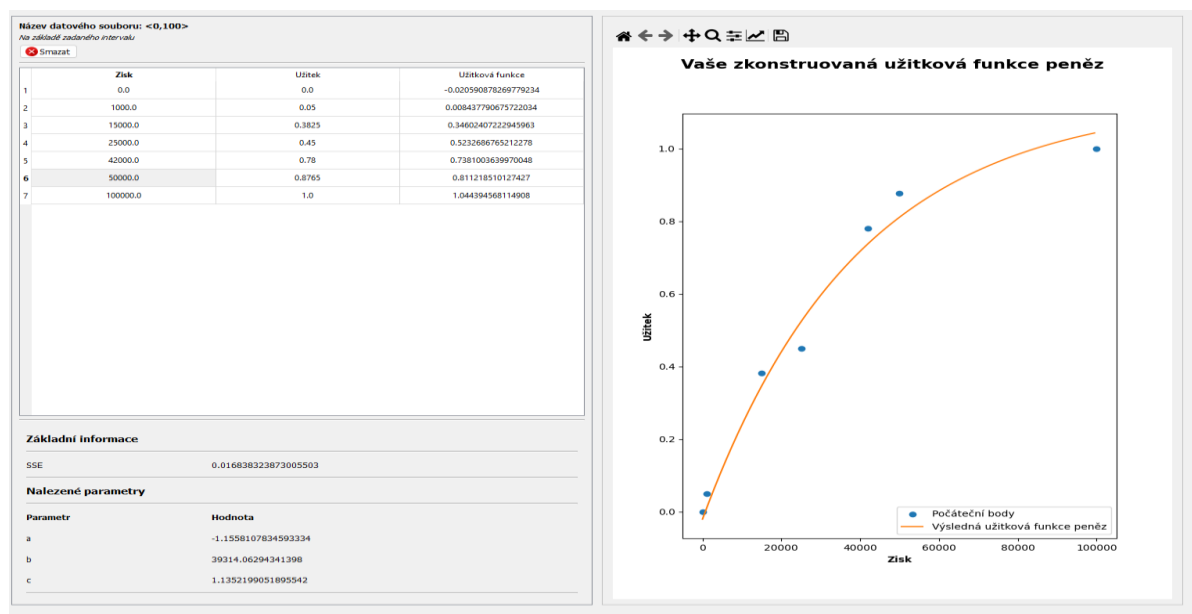 Název datového souboru: <0,100>
Na základě zadaného intervalu
Smazat
Zisk Užitek Užitková funkce
1 0.0 0.0 -0.020590878269779234
2 1000.0 0.05 0.008437790675722034
3 15000.0 0.3825 0.34602407222945963
4 25000.0 0.45 0.5232686765212278
5 42000.0 0.78 0.7381003639970048
6 50000.0 0.8765 0.811218510127427
7 100000.0 1.0 1.044394568114908
Základní informace
SSE 0.016838323873005503
Nalezené parametry
Parametr Hodnota
a -1.1558107834593334
b 39314.06294341398
c 1.1352199051895542
Vaše zkonstruovaná užitková funkce peněz
1.0
0.8
0.6
0.4
0.2
0.0
Užitek
0 20000 40000 60000 80000 100000
Zisk
Počáteční body
Výsledná užitková funkce peněz